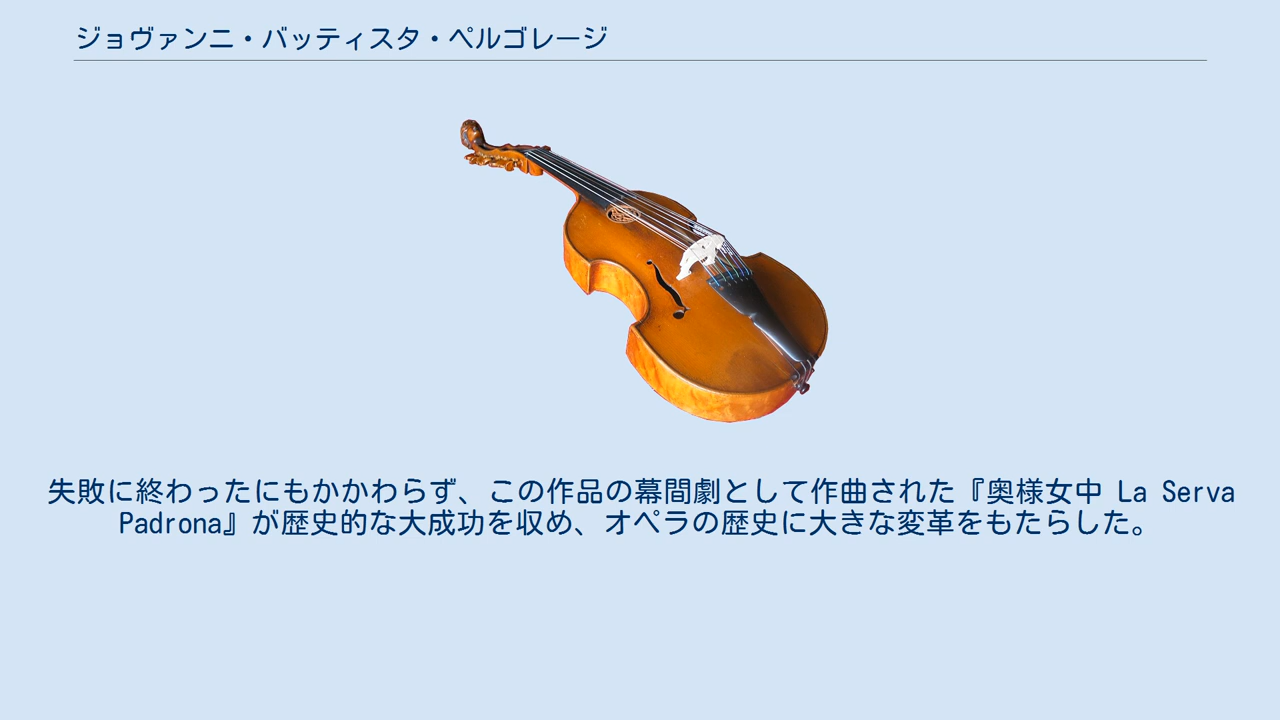 ジョヴァンニ・バッティスタ・ペルゴレージ
失敗に終わったにもかかわらず、この作品の幕間劇として作曲された『奥様女中 La Serva
Padrona』が歴史的な大成功を収め、オペラの歴史に大きな変革をもたらした。